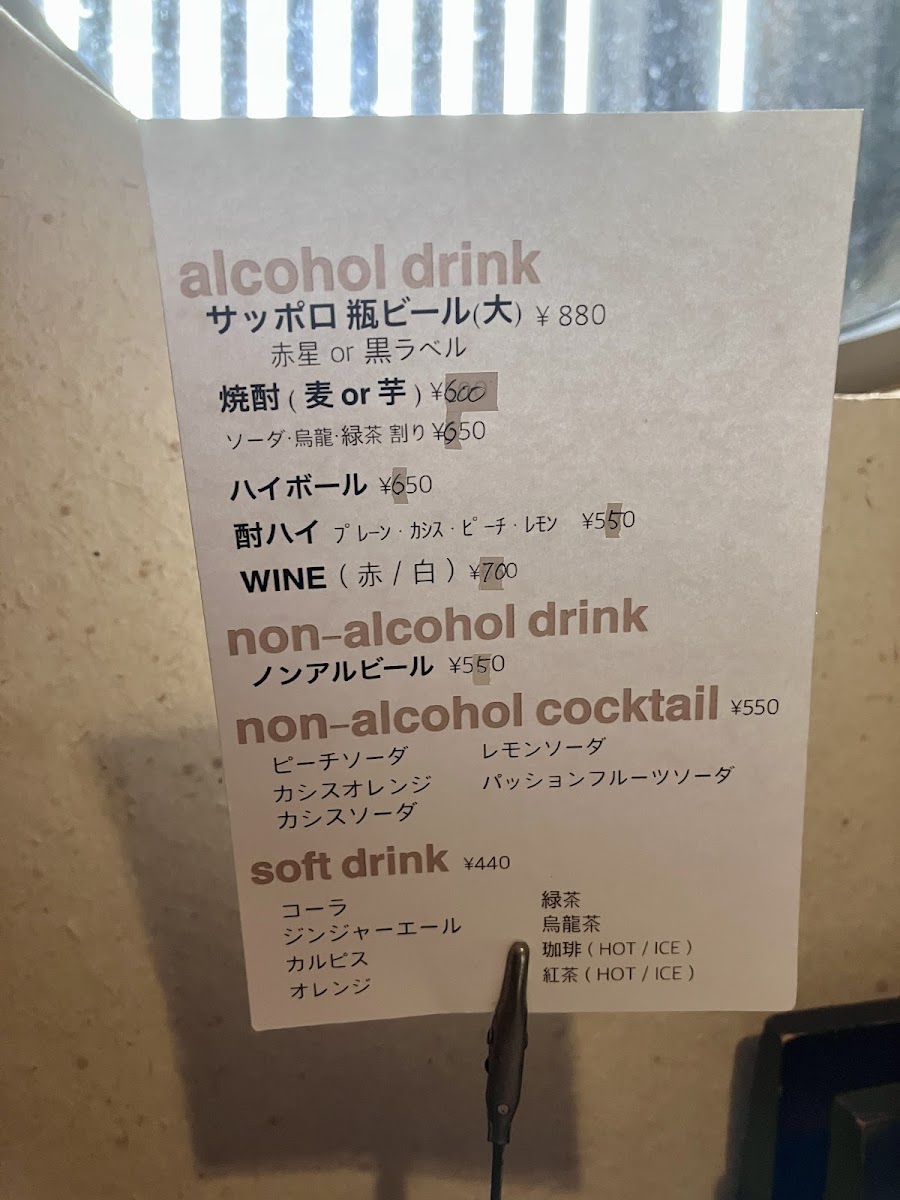 alcohol drink
サッポロ 瓶ビール(大) ¥880
赤星 or 黒ラベル
焼酎 ( 麦 or 芋 ) ¥600
ソーダ・烏龍・緑茶 割り ¥650
ハイボール ¥650
酎ハイ プレーン・カシス・ピーチ・レモン ¥550
WINE ( 赤 / 白 ) ¥700
non-alcohol drink
ノンアルビール ¥550
non-alcohol cocktail ¥550
ピーチソーダ レモンソーダ
カシスオレンジ パッションフルーツソーダ
カシスソーダ
soft drink ¥440
コーラ 緑茶
ジンジャーエール 烏龍茶
カルピス 珈琲 ( HOT / ICE )
オレンジ 紅茶 ( HOT / ICE )